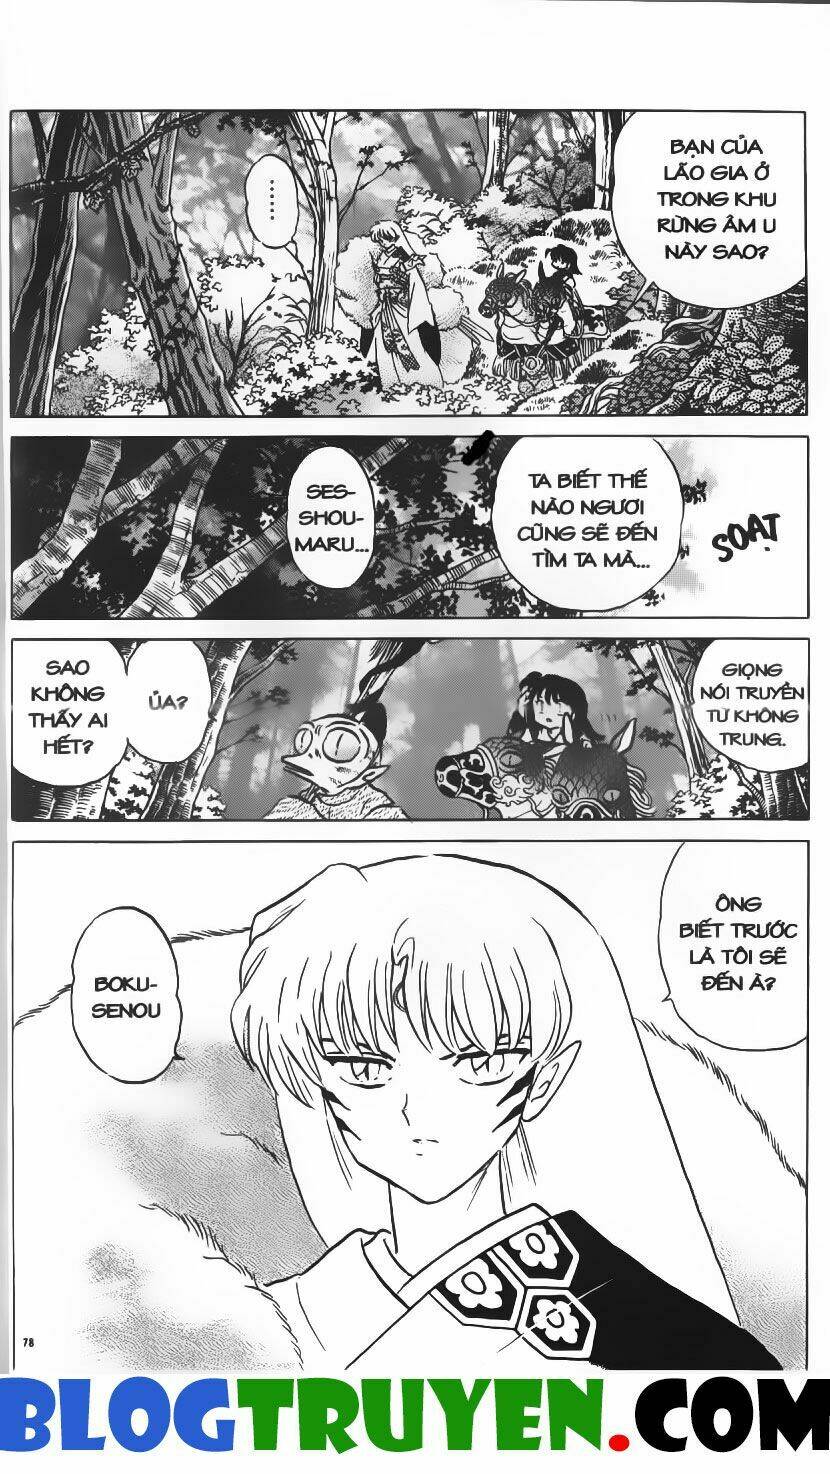 BẠN CỦA
LÃO GIA Ở
TRONG KHU
RỪNG ÂM U
NÀY SAO?
......
TA BIẾT THẾ
NÀO NGƯƠI
CŨNG SẼ ĐẾN
TÌM TA MÀ...
SOẠT
SES-
SHOU-
MARU...
GIỌNG
NÓI TRUYỀN
TỪ KHÔNG
TRUNG.
ỦA?
SAO
KHÔNG
THẤY AI
HẾT?
ÔNG
BIẾT TRƯỚC
LÀ TÔI SẼ
ĐẾN À?
BOKU-
SENOU
78
BLOGTRUYEN.COM